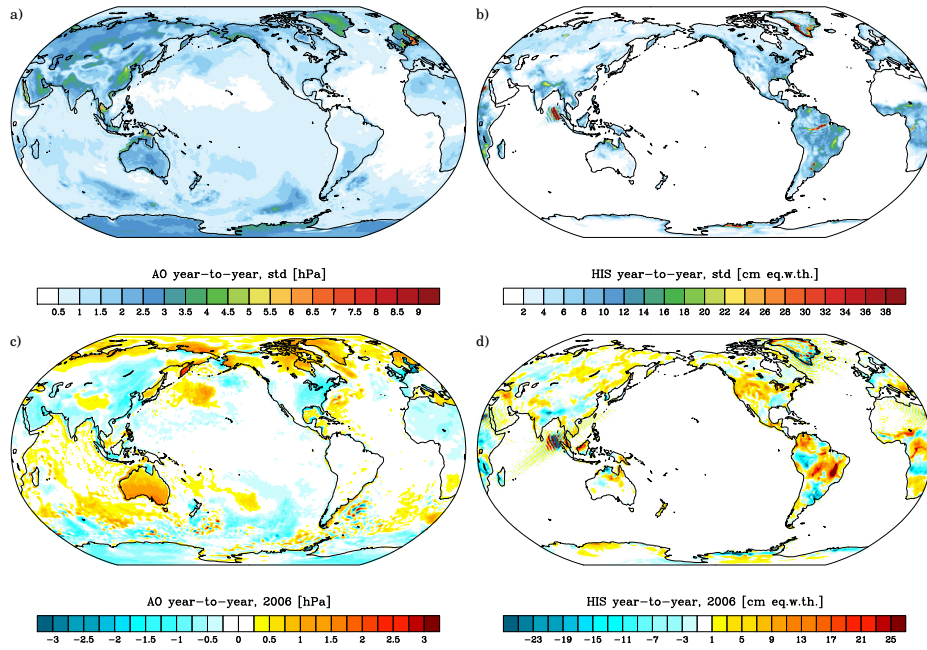 a)
b)
AO year-to-year, std [hPa]
0.5 1 1.5 2 2.5 3 3.5 4 4.5 5 5.5 6 6.5 7 7.5 8 8.5 9
HIS year-to-year, std [cm eq.w.th.]
2 4 6 8 10 12 14 16 18 20 22 24 26 28 30 32 34 36 38
c)
d)
AO year-to-year, 2006 [hPa]
-3 -2.5 -2 -1.5 -1 -0.5 0 0.5 1 1.5 2 2.5 3
HIS year-to-year, 2006 [cm eq.w.th.]
-23 -19 -15 -11 -7 -3 1 5 9 13 17 21 25